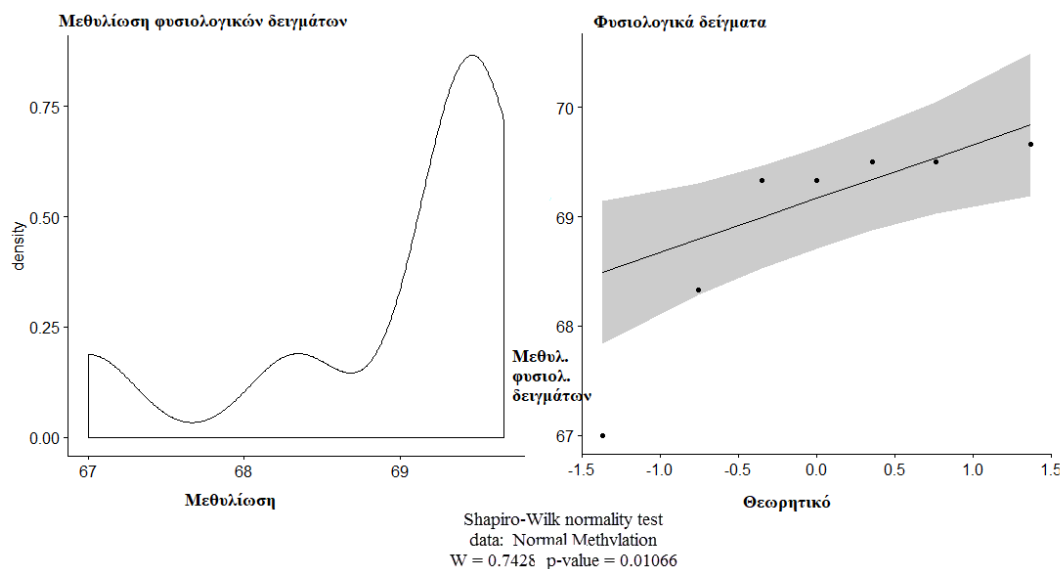 Μεθυλίωση φυσιολογικών δειγμάτων
0.75
0.50
0.25
0.00
density
67
68
69
Μεθυλίωση
Φυσιολογικά δείγματα
70
69
68
67
Μεθυλ.
φυσιολ.
δειγμάτων
-1.5
-1.0
-0.5
0.0
0.5
1.0
1.5
Θεωρητικό
Shapiro-Wilk normality test
data: Normal Methylation
W = 0.7428 p-value = 0.01066